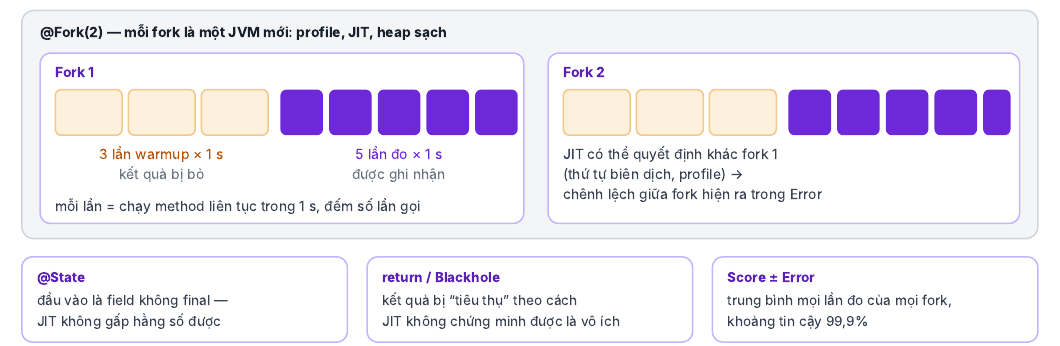 @Fork(2) — mỗi fork là một JVM mới: profile, JIT, heap sạch
Fork 1
3 lần warmup × 1 s
5 lần đo × 1 s
kết quả bị bỏ
được ghi nhận
mỗi lần = chạy method liên tục trong 1 s, đếm số lần gọi
Fork 2
JIT có thể quyết định khác fork 1
(thứ tự biên dịch, profile) →
chênh lệch giữa fork hiện ra trong Error
@State
đầu vào là field không final —
JIT không gấp hằng số được
return / Blackhole
kết quả bị “tiêu thụ” theo cách
JIT không chứng minh được là vô ích
Score ± Error
trung bình mọi lần đo của mọi fork,
khoảng tin cậy 99,9%